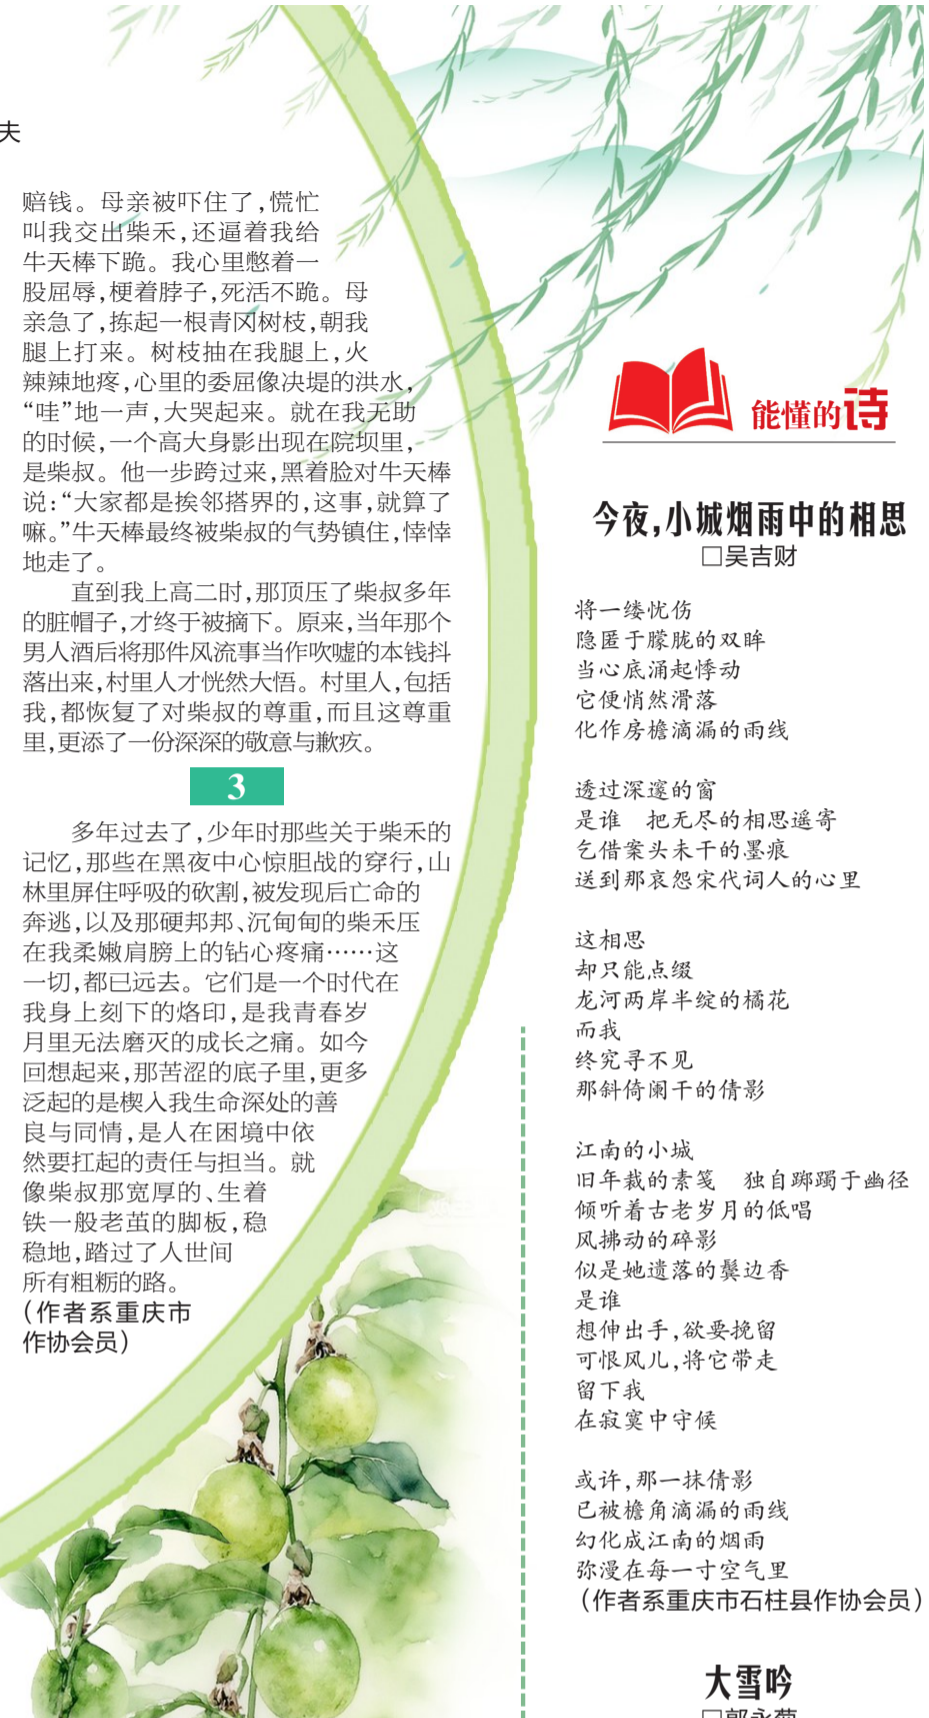 夫
赔钱。母亲被吓住了,慌忙
叫我交出柴禾,还逼着我给
牛天棒下跪。我心里憋着一
股屈辱,梗着脖子,死活不跪。母
亲急了,拣起一根青冈树枝,朝我
腿上打来。树枝抽在我腿上,火
辣辣地疼,心里的委屈像决堤的洪水,
“哇”地一声,大哭起来。就在我无助
的时候,一个高大身影出现在院坝里,
是柴叔。他一步跨过来,黑着脸对牛天棒
说:“大家都是挨邻搭界的,这事,就算了
嘛。”牛天棒最终被柴叔的气势镇住,悻悻
地走了。
直到我上高二时,那顶压了柴叔多年
的脏帽子,才终于被摘下。原来,当年那个
男人酒后将那件风流事当作吹嘘的本钱抖
落出来,村里人才恍然大悟。村里人,包括
我,都恢复了对柴叔的尊重,而且这尊重
里,更添了一份深深的敬意与歉疚。
3
多年过去了,少年时那些关于柴禾的
记忆,那些在黑夜中心惊胆战的穿行,山
林里屏住呼吸的砍割,被发现后亡命的
奔逃,以及那硬邦邦、沉甸甸的柴禾压
在我柔嫩肩膀上的钻心疼痛……这
一切,都已远去。它们是一个时代在
我身上刻下的烙印,是我青春岁
月里无法磨灭的成长之痛。如今
回想起来,那苦涩的底子里,更多
泛起的是楔入我生命深处的善
良与同情,是人在困境中依
然要扛起的责任与担当。就
像柴叔那宽厚的、生着
铁一般老茧的脚板,稳
稳地,踏过了人世间
所有粗粝的路。
(作者系重庆市
作协会员)
能懂的诗
今夜,小城烟雨中的相思
□吴吉财
将一缕忧伤
隐匿于朦胧的双眸
当心底涌起悸动
它便悄然滑落
化作房檐滴漏的雨线
透过深邃的窗
是谁　把无尽的相思遥寄
乞借案头未干的墨痕
送到那哀怨宋代词人的心里
这相思
却只能点缀
龙河两岸半绽的橘花
而我
终究寻不见
那斜倚阑干的倩影
江南的小城
旧年裁的素笺　独自踯躅于幽径
倾听着古老岁月的低唱
风拂动的碎影
似是她遗落的鬓边香
是谁
想伸出手,欲要挽留
可恨风儿,将它带走
留下我
在寂寞中守候
或许,那一抹倩影
已被檐角滴漏的雨线
幻化成江南的烟雨
弥漫在每一寸空气里
(作者系重庆市石柱县作协会员)
大雪吟
□郭永菊